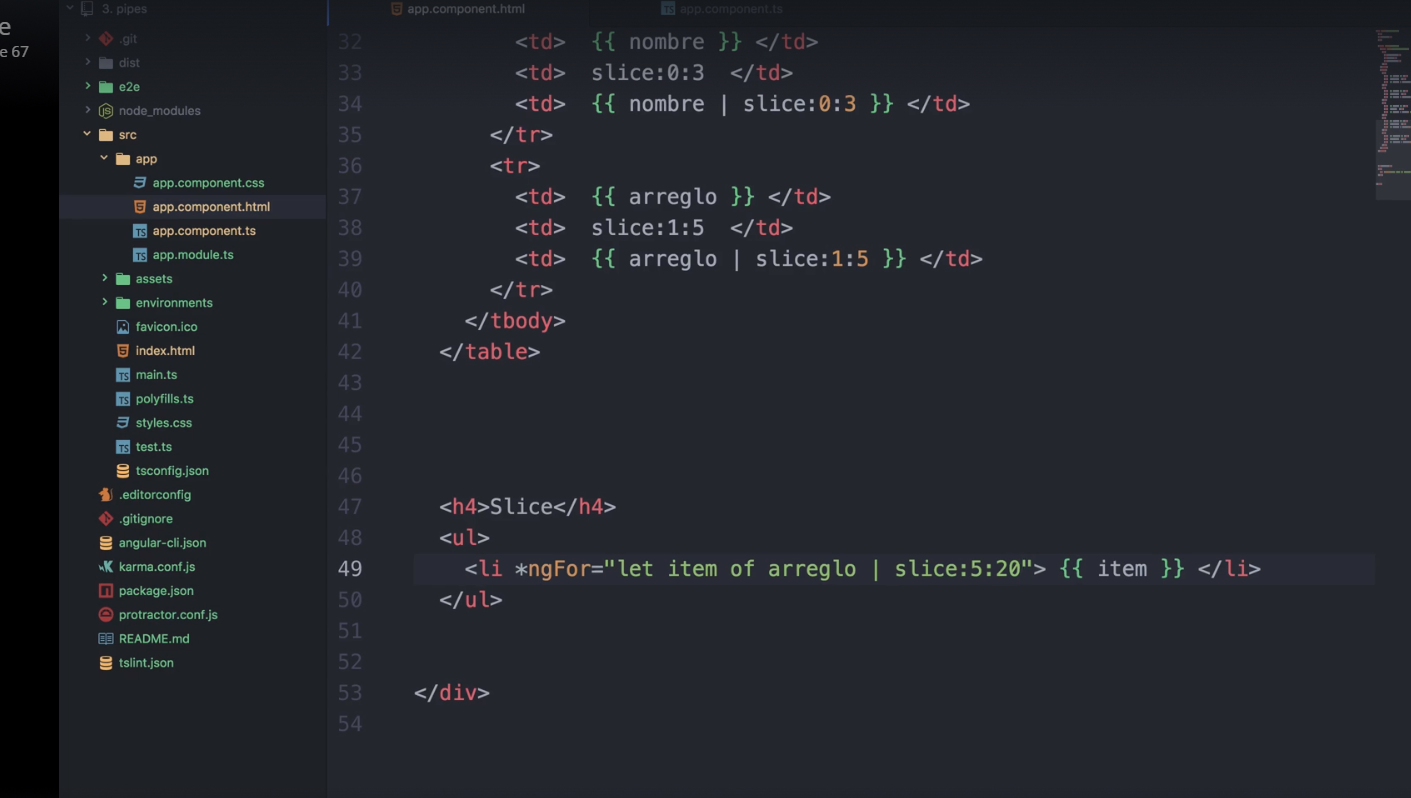 e
e 67
3. pipes
.git
dist
e2e
node_modules
src
app
app.component.css
app.component.html
app.component.ts
app.module.ts
assets
environments
favicon.ico
index.html
main.ts
polyfills.ts
styles.css
test.ts
tsconfig.json
.editorconfig
.gitignore
angular-cli.json
karma.conf.js
package.json
protractor.conf.js
README.md
tslint.json
app.component.html app.component.ts
32 <td> {{ nombre }} </td>
33 <td> slice:0:3 </td>
34 <td> {{ nombre | slice:0:3 }} </td>
35 </tr>
36 <tr>
37 <td> {{ arreglo }} </td>
38 <td> slice:1:5 </td>
39 <td> {{ arreglo | slice:1:5 }} </td>
40 </tr>
41 </tbody>
42 </table>
43
44
45
46
47 <h4>Slice</h4>
48 <ul>
49 <li *ngFor="let item of arreglo | slice:5:20"> {{ item }} </li>
50 </ul>
51
52
53 </div>
54